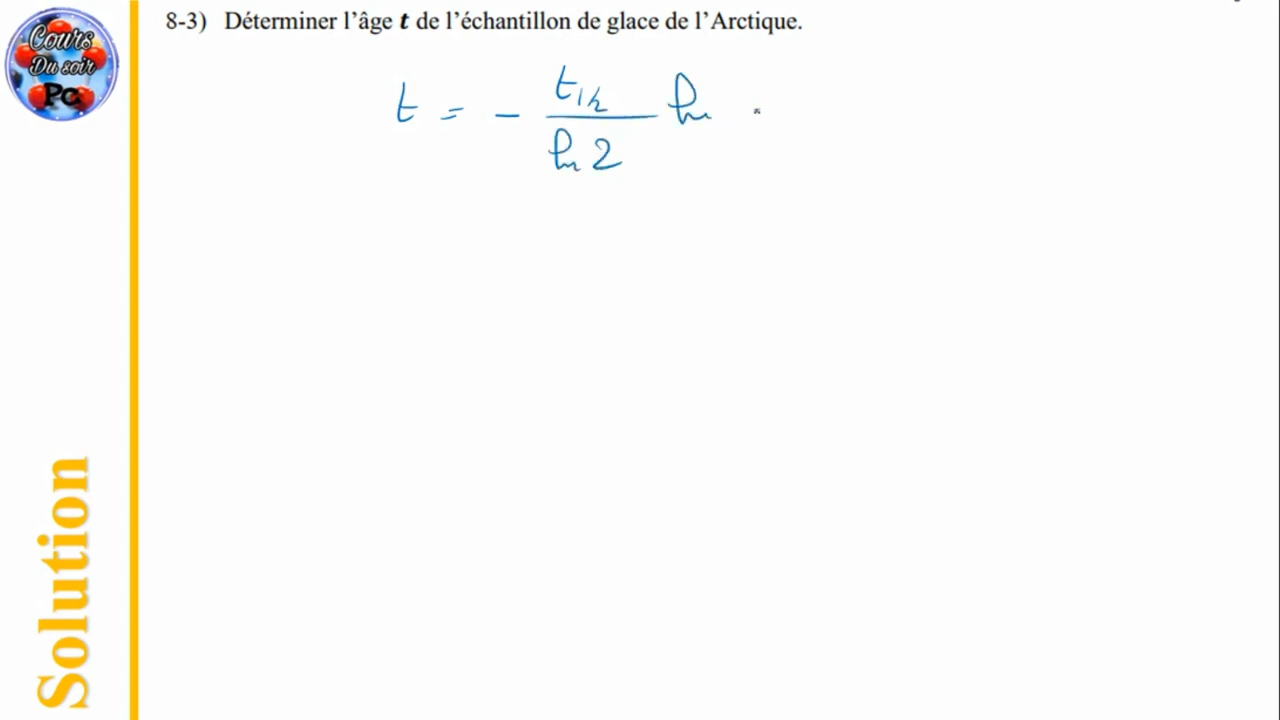 Cours
Du soir
PC
8-3) Déterminer l’âge t de l’échantillon de glace de l’Arctique.
t = - t1/2 / ln 2 ln
Solution